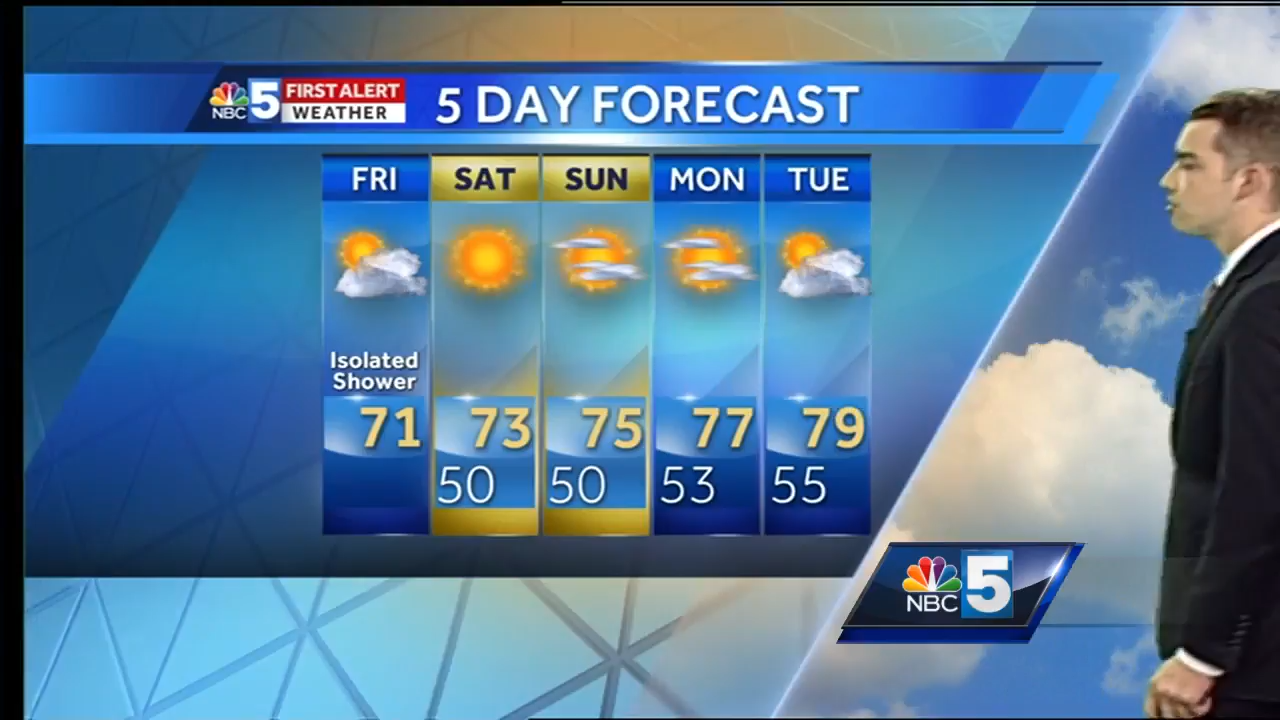 NBC 5 FIRST ALERT WEATHER
5 DAY FORECAST
FRI SAT SUN MON TUE
Isolated
Shower
71 73 75 77 79
50 50 53 55
NBC 5